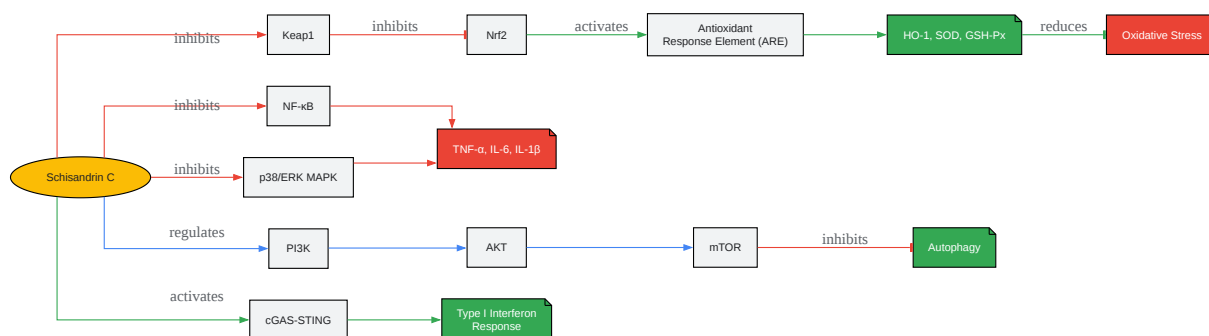 inhibits
Keap1
inhibits
Nrf2
activates
Antioxidant
Response Element (ARE)
HO-1, SOD, GSH-Px
reduces
Oxidative Stress
inhibits
NF-κB
TNF-α, IL-6, IL-1β
Schisandrin C
inhibits
p38/ERK MAPK
regulates
PI3K
AKT
mTOR
inhibits
Autophagy
activates
cGAS-STING
Type I Interferon
Response